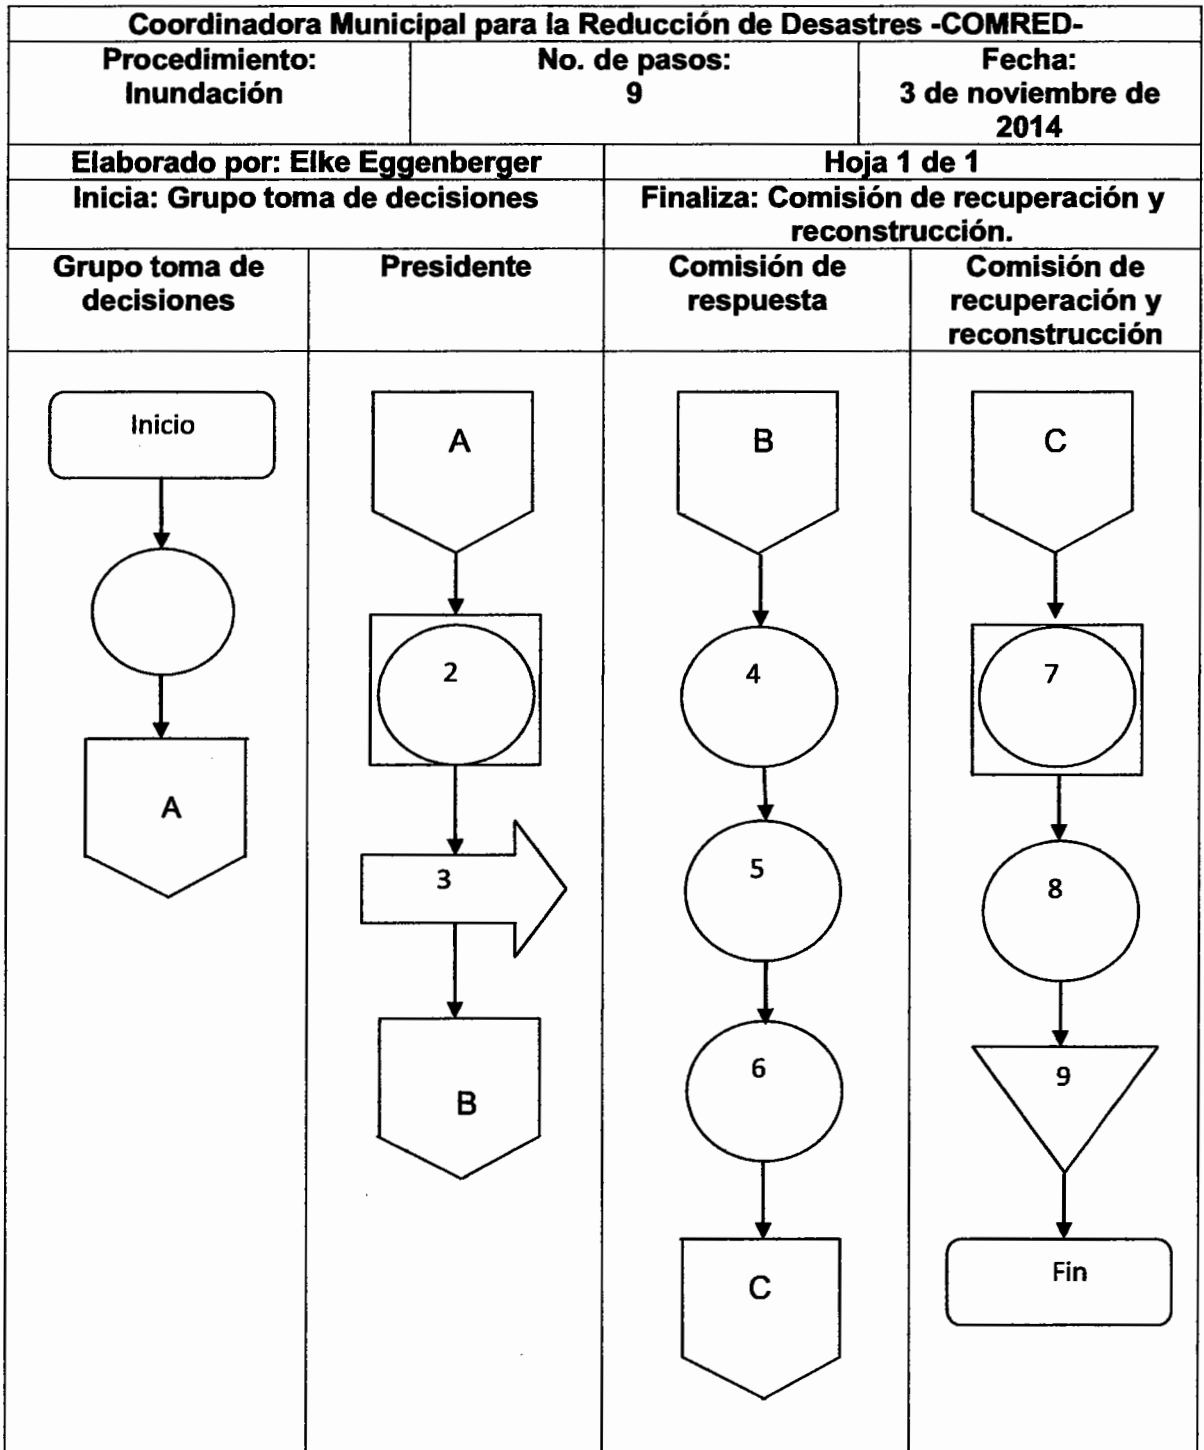 Coordinadora Municipal para la Reducción de Desastres -COMRED-
Procedimiento:
Inundación
No. de pasos:
9
Fecha:
3 de noviembre de
2014
Elaborado por: Elke Eggenberger
Hoja 1 de 1
Inicia: Grupo toma de decisiones
Finaliza: Comisión de recuperación y
reconstrucción.
Grupo toma de
decisiones
Presidente
Comisión de
respuesta
Comisión de
recuperación y
reconstrucción
Inicio
A
A
2
3
B
B
4
5
6
C
C
7
8
9
Fin